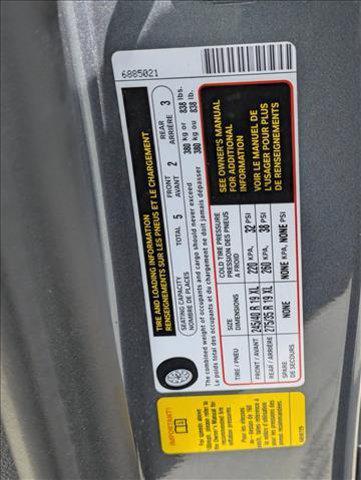 6885021
TIRE AND LOADING INFORMATION
RENSEIGNEMENTS SUR LES PNEUS ET LE CHARGEMENT
SEATING CAPACITY
NOMBRE DE PLACES
TOTAL 5
FRONT
AVANT
2
REAR
ARRIÈRE
3
The combined weight of occupants and cargo should never exceed 380 kg or 838 lbs.
Le poids total des occupants et du chargement ne doit jamais dépasser 380 kg ou 838 lb.
TIRE / PNEU
SIZE
DIMENSIONS
COLD TIRE PRESSURE
PRESSION DES PNEUS
A FROID
FRONT / AVANT 245/40 R 19 XL 220 KPA, 32 PSI
REAR / ARRIÈRE 275/35 R 19 XL 260 KPA, 38 PSI
SPARE
DE SECOURS
NONE
NONE KPA, NONE PSI
SEE OWNER'S MANUAL
FOR ADDITIONAL
INFORMATION
VOIR LE MANUEL DE
L'USAGER POUR PLUS
DE RENSEIGNEMENTS
IMPORTANT!